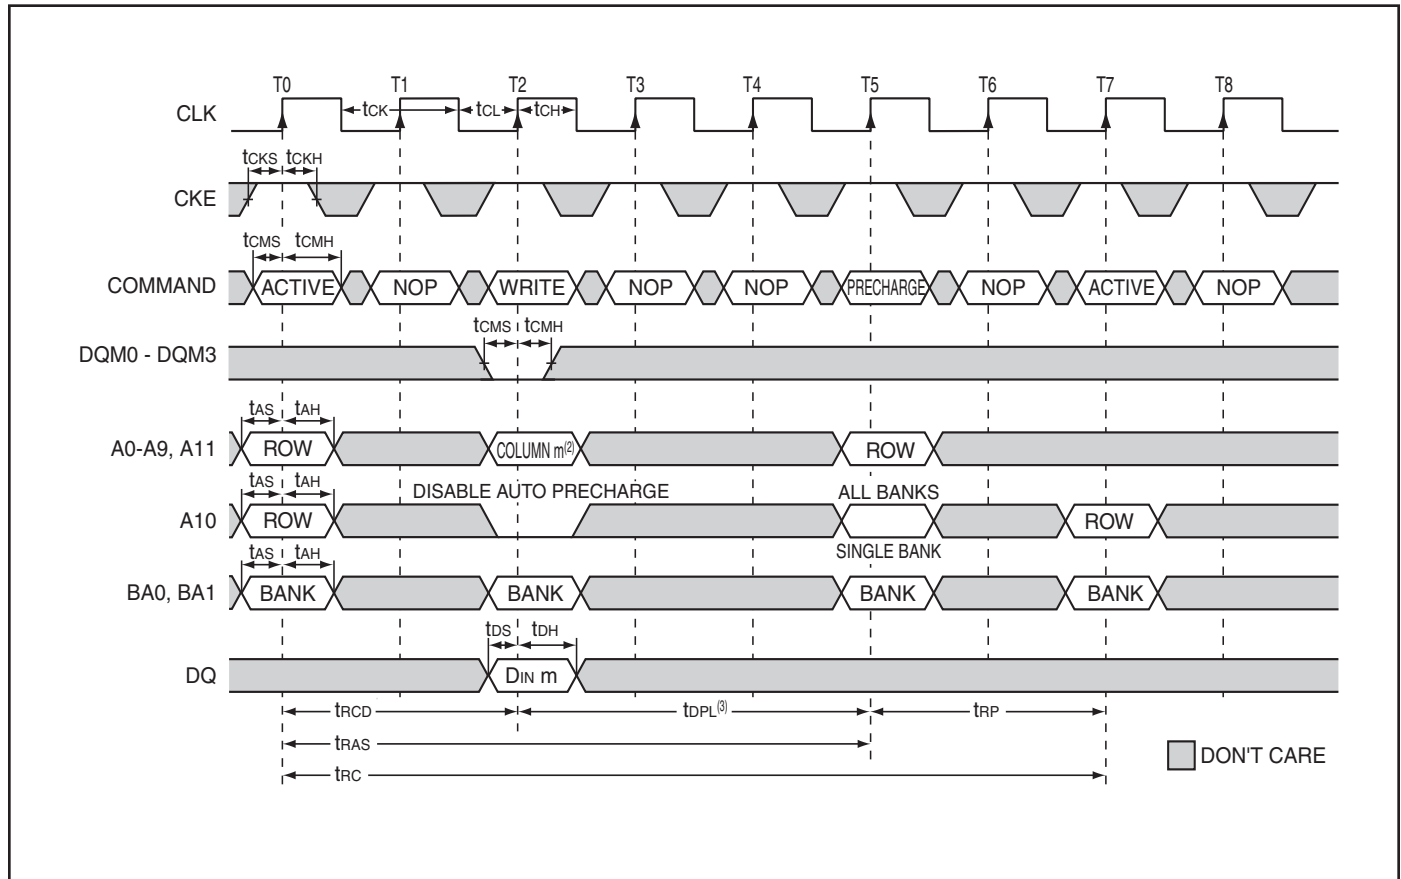 T0 T1 T2 T3 T4 T5 T6 T7 T8
CLK tCK tCL tCH
tCKS tCKH
CKE
tCMS tCMH
COMMAND ACTIVE NOP WRITE NOP NOP PRECHARGE NOP ACTIVE NOP
tCMS tCMH
DQM0 - DQM3
tAS tAH
A0-A9, A11 ROW COLUMN m(2) ROW
tAS tAH DISABLE AUTO PRECHARGE ALL BANKS
A10 ROW ROW
tAS tAH SINGLE BANK
BA0, BA1 BANK BANK BANK BANK
tDS tDH
DQ DIN m
tRCD tDPL(3) tRP
tRAS
DON'T CARE
tRC